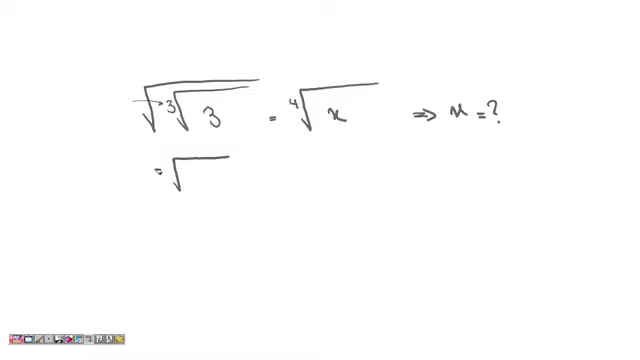 √(∛3) = ∜x ⇒ x = ?
= √